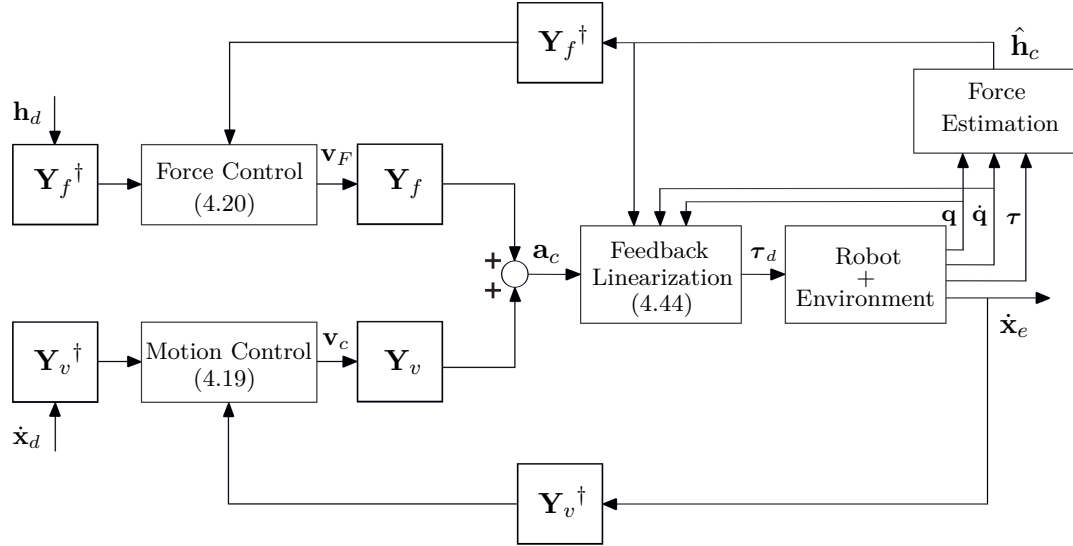 Y_f†
ĥ_c
Force
Estimation
h_d
Y_f†
Force Control
(4.20)
v_F
Y_f
+
+
a_c
Feedback
Linearization
(4.44)
τ_d
Robot
+
Environment
q q̇ τ
ẋ_e
Y_v†
Motion Control
(4.19)
v_c
Y_v
ẋ_d
Y_v†